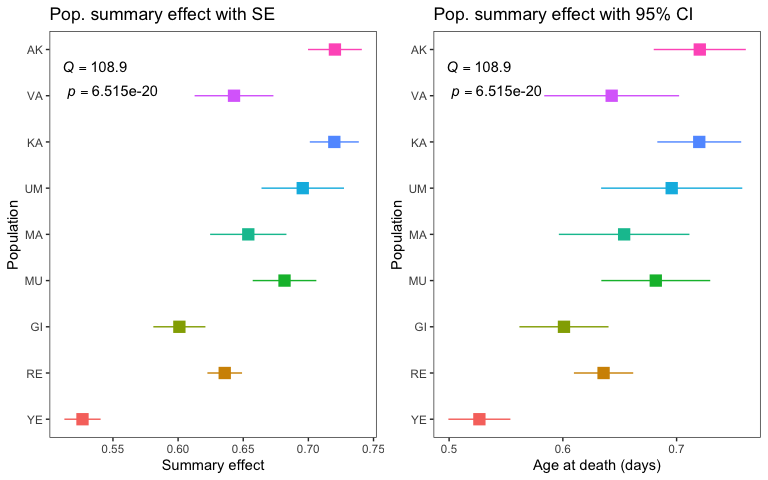 Pop. summary effect with SE
Population
AK
VA
KA
UM
MA
MU
GI
RE
YE
Q = 108.9
p = 6.515e-20
0.55 0.60 0.65 0.70 0.75
Summary effect
Pop. summary effect with 95% CI
Population
AK
VA
KA
UM
MA
MU
GI
RE
YE
Q = 108.9
p = 6.515e-20
0.5 0.6 0.7
Age at death (days)